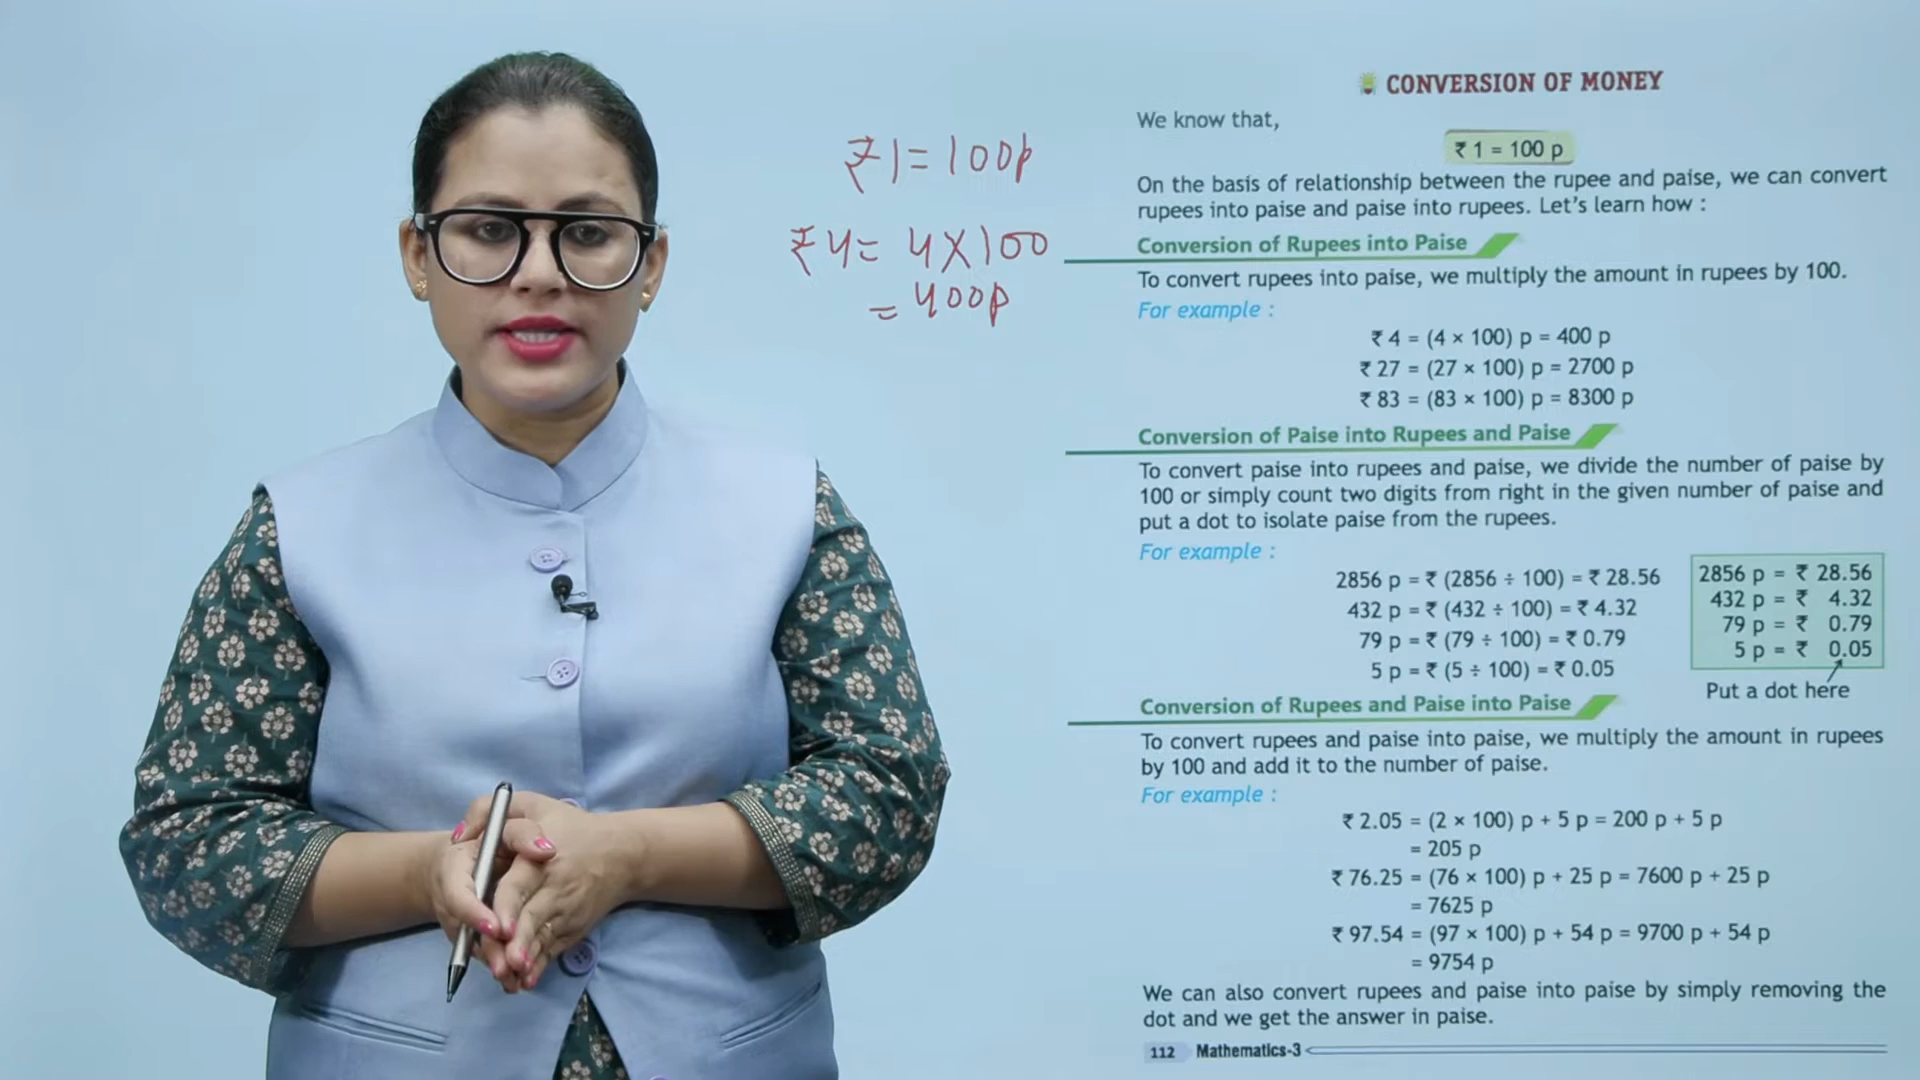 ₹1=100p
₹4= 4X100
= 400p
CONVERSION OF MONEY
We know that,
₹ 1 = 100 p
On the basis of relationship between the rupee and paise, we can convert
rupees into paise and paise into rupees. Let's learn how :
Conversion of Rupees into Paise
To convert rupees into paise, we multiply the amount in rupees by 100.
For example :
₹ 4 = (4 × 100) p = 400 p
₹ 27 = (27 × 100) p = 2700 p
₹ 83 = (83 × 100) p = 8300 p
Conversion of Paise into Rupees and Paise
To convert paise into rupees and paise, we divide the number of paise by
100 or simply count two digits from right in the given number of paise and
put a dot to isolate paise from the rupees.
For example :
2856 p = ₹ (2856 ÷ 100) = ₹ 28.56
432 p = ₹ (432 ÷ 100) = ₹ 4.32
79 p = ₹ (79 ÷ 100) = ₹ 0.79
5 p = ₹ (5 ÷ 100) = ₹ 0.05
2856 p = ₹ 28.56
432 p = ₹ 4.32
79 p = ₹ 0.79
5 p = ₹ 0.05
Put a dot here
Conversion of Rupees and Paise into Paise
To convert rupees and paise into paise, we multiply the amount in rupees
by 100 and add it to the number of paise.
For example :
₹ 2.05 = (2 × 100) p + 5 p = 200 p + 5 p
= 205 p
₹ 76.25 = (76 × 100) p + 25 p = 7600 p + 25 p
= 7625 p
₹ 97.54 = (97 × 100) p + 54 p = 9700 p + 54 p
= 9754 p
We can also convert rupees and paise into paise by simply removing the
dot and we get the answer in paise.
112 Mathematics-3